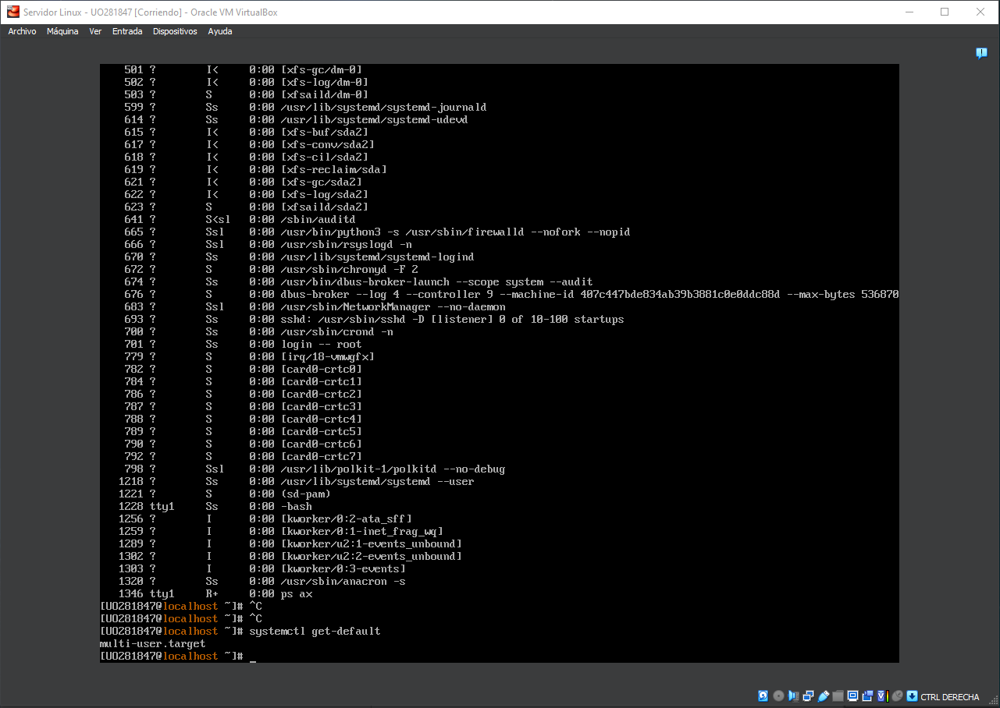 Servidor Linux - UO281847 [Corriendo] - Oracle VM VirtualBox
Archivo Máquina Ver Entrada Dispositivos Ayuda
501 ? I< 0:00 [xfs-gc/dm-0]
502 ? I< 0:00 [xfs-log/dm-0]
503 ? S 0:00 [xfsaild/dm-0]
599 ? Ss 0:00 /usr/lib/systemd/systemd-journald
614 ? Ss 0:00 /usr/lib/systemd/systemd-udevd
615 ? I< 0:00 [xfs-buf/sda2]
617 ? I< 0:00 [xfs-conv/sda2]
618 ? I< 0:00 [xfs-cil/sda2]
619 ? I< 0:00 [xfs-reclaim/sda]
621 ? I< 0:00 [xfs-gc/sda2]
622 ? I< 0:00 [xfs-log/sda2]
623 ? S 0:00 [xfsaild/sda2]
641 ? S<sl 0:00 /sbin/auditd
665 ? Ssl 0:00 /usr/bin/python3 -s /usr/sbin/firewalld --nofork --nopid
666 ? Ssl 0:00 /usr/sbin/rsyslogd -n
670 ? Ss 0:00 /usr/lib/systemd/systemd-logind
672 ? S 0:00 /usr/sbin/chronyd -F 2
674 ? Ss 0:00 /usr/bin/dbus-broker-launch --scope system --audit
676 ? S 0:00 dbus-broker --log 4 --controller 9 --machine-id 407c447bde834ab39b3881c0e0ddc88d --max-bytes 536870
683 ? Ssl 0:00 /usr/sbin/NetworkManager --no-daemon
693 ? Ss 0:00 sshd: /usr/sbin/sshd -D [listener] 0 of 10-100 startups
700 ? Ss 0:00 /usr/sbin/crond -n
701 ? Ss 0:00 login -- root
779 ? S 0:00 [irq/18-vmwgfx]
782 ? S 0:00 [card0-crtc0]
784 ? S 0:00 [card0-crtc1]
786 ? S 0:00 [card0-crtc2]
787 ? S 0:00 [card0-crtc3]
788 ? S 0:00 [card0-crtc4]
789 ? S 0:00 [card0-crtc5]
790 ? S 0:00 [card0-crtc6]
792 ? S 0:00 [card0-crtc7]
798 ? Ssl 0:00 /usr/lib/polkit-1/polkitd --no-debug
1218 ? Ss 0:00 /usr/lib/systemd/systemd --user
1221 ? S 0:00 (sd-pam)
1228 tty1 Ss 0:00 -bash
1256 ? I 0:00 [kworker/0:2-ata_sff]
1259 ? I 0:00 [kworker/0:1-inet_frag_wq]
1289 ? I 0:00 [kworker/u2:1-events_unbound]
1302 ? I 0:00 [kworker/u2:2-events_unbound]
1303 ? I 0:00 [kworker/0:3-events]
1320 ? Ss 0:00 /usr/sbin/anacron -s
1346 tty1 R+ 0:00 ps ax
[UO281847@localhost ~]# ^C
[UO281847@localhost ~]# ^C
[UO281847@localhost ~]# systemctl get-default
multi-user.target
[UO281847@localhost ~]# _
CTRL DERECHA